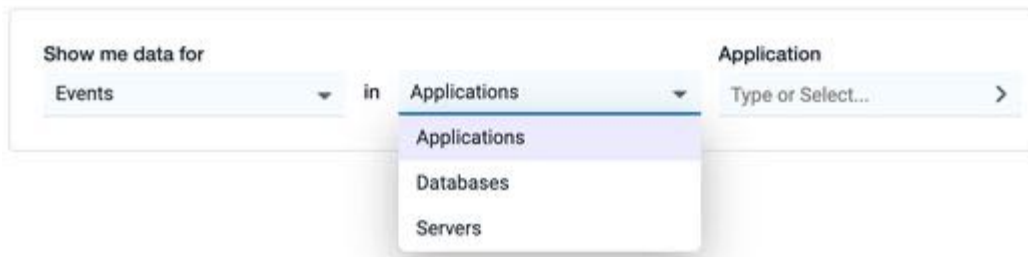 Show me data for
Application
Events
in
Applications
Type or Select...
Applications
Databases
Servers